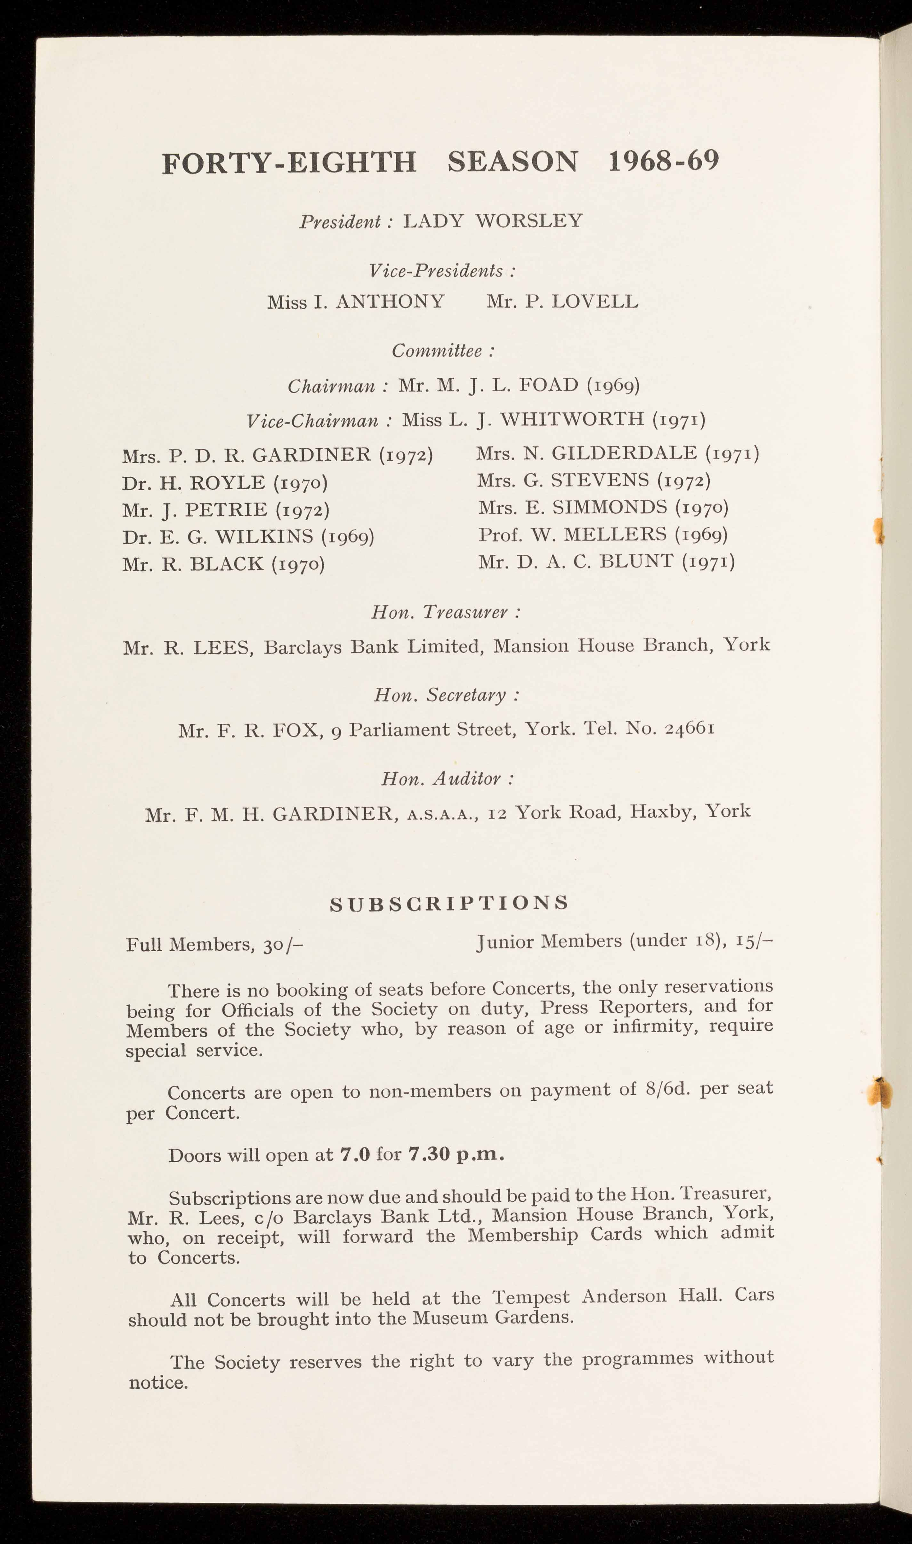 FORTY-EIGHTH SEASON 1968-69
President : LADY WORSLEY
Vice-Presidents :
Miss I. ANTHONY Mr. P. LOVELL
Committee :
Chairman : Mr. M. J. L. FOAD (1969)
Vice-Chairman : Miss L. J. WHITWORTH (1971)
Mrs. P. D. R. GARDINER (1972) Mrs. N. GILDERDALE (1971)
Dr. H. ROYLE (1970) Mrs. G. STEVENS (1972)
Mr. J. PETRIE (1972) Mrs. E. SIMMONDS (1970)
Dr. E. G. WILKINS (1969) Prof. W. MELLERS (1969)
Mr. R. BLACK (1970) Mr. D. A. C. BLUNT (1971)
Hon. Treasurer :
Mr. R. LEES, Barclays Bank Limited, Mansion House Branch, York
Hon. Secretary :
Mr. F. R. FOX, 9 Parliament Street, York. Tel. No. 24661
Hon. Auditor :
Mr. F. M. H. GARDINER, A.S.A.A., 12 York Road, Haxby, York
SUBSCRIPTIONS
Full Members, 30/– Junior Members (under 18), 15/–
There is no booking of seats before Concerts, the only reservations
being for Officials of the Society on duty, Press Reporters, and for
Members of the Society who, by reason of age or infirmity, require
special service.
Concerts are open to non-members on payment of 8/6d. per seat
per Concert.
Doors will open at 7.0 for 7.30 p.m.
Subscriptions are now due and should be paid to the Hon. Treasurer,
Mr. R. Lees, c/o Barclays Bank Ltd., Mansion House Branch, York,
who, on receipt, will forward the Membership Cards which admit
to Concerts.
All Concerts will be held at the Tempest Anderson Hall. Cars
should not be brought into the Museum Gardens.
The Society reserves the right to vary the programmes without
notice.